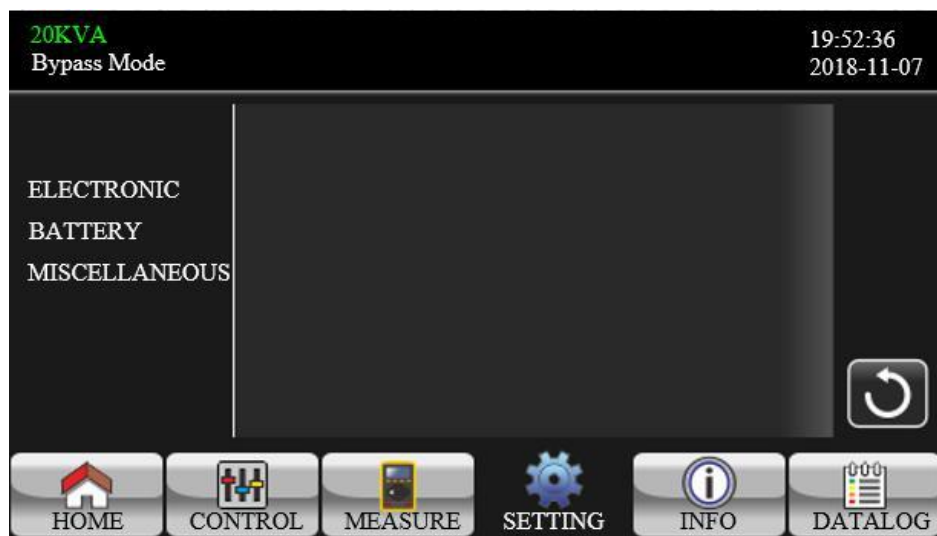 20KVA
Bypass Mode
19:52:36
2018-11-07
ELECTRONIC
BATTERY
MISCELLANEOUS
HOME
CONTROL
MEASURE
SETTING
INFO
DATALOG